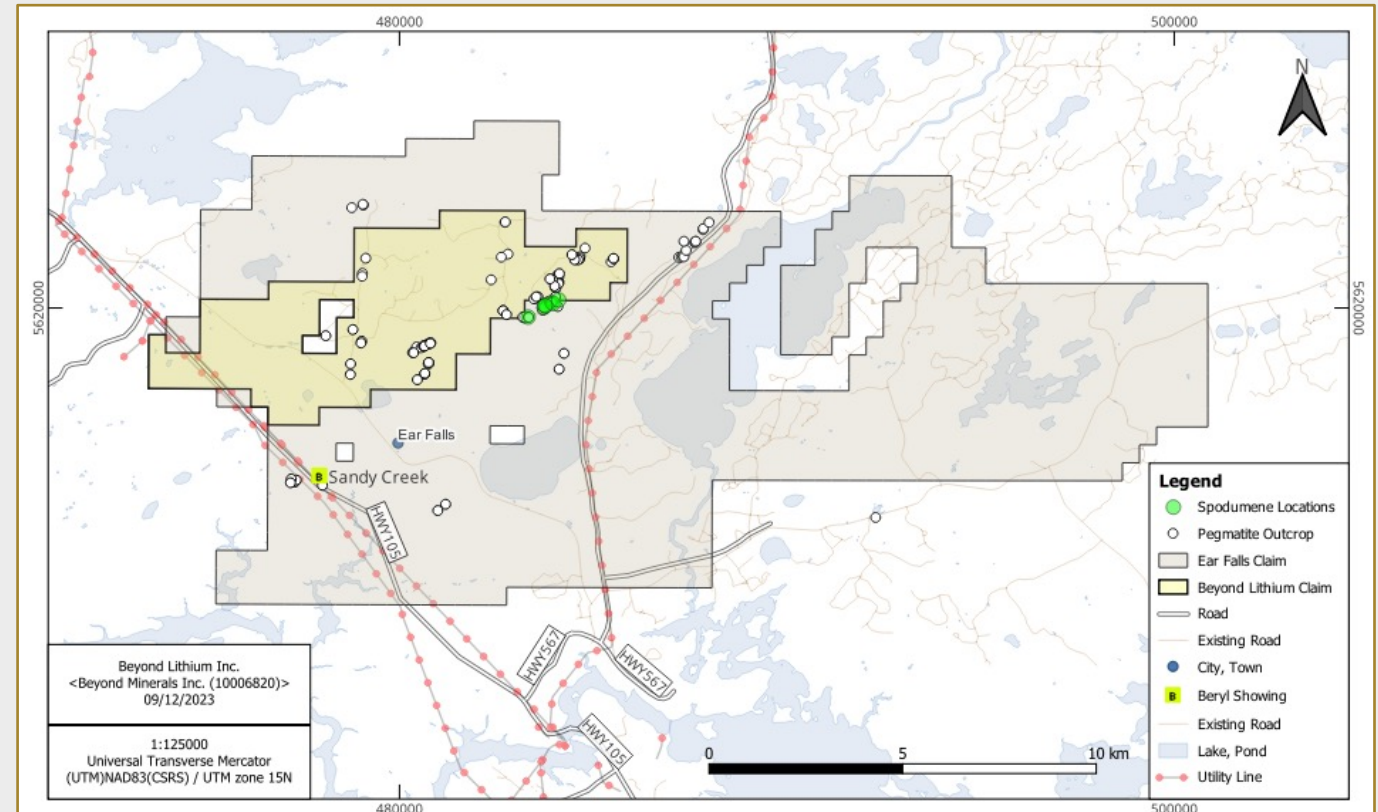 480000
500000
N
5620000
5620000
Ear Falls
Sandy Creek
B
HWY105
HWY567
HWY567
HWY105
Legend
Spodumene Locations
Pegmatite Outcrop
Ear Falls Claim
Beyond Lithium Claim
Road
Existing Road
City, Town
B
Beryl Showing
Existing Road
Lake, Pond
Utility Line
Beyond Lithium Inc.
<Beyond Minerals Inc. (10006820)>
09/12/2023
1:125000
Universal Transverse Mercator
(UTM)NAD83(CSRS) / UTM zone 15N
0 5 10 km
480000
500000